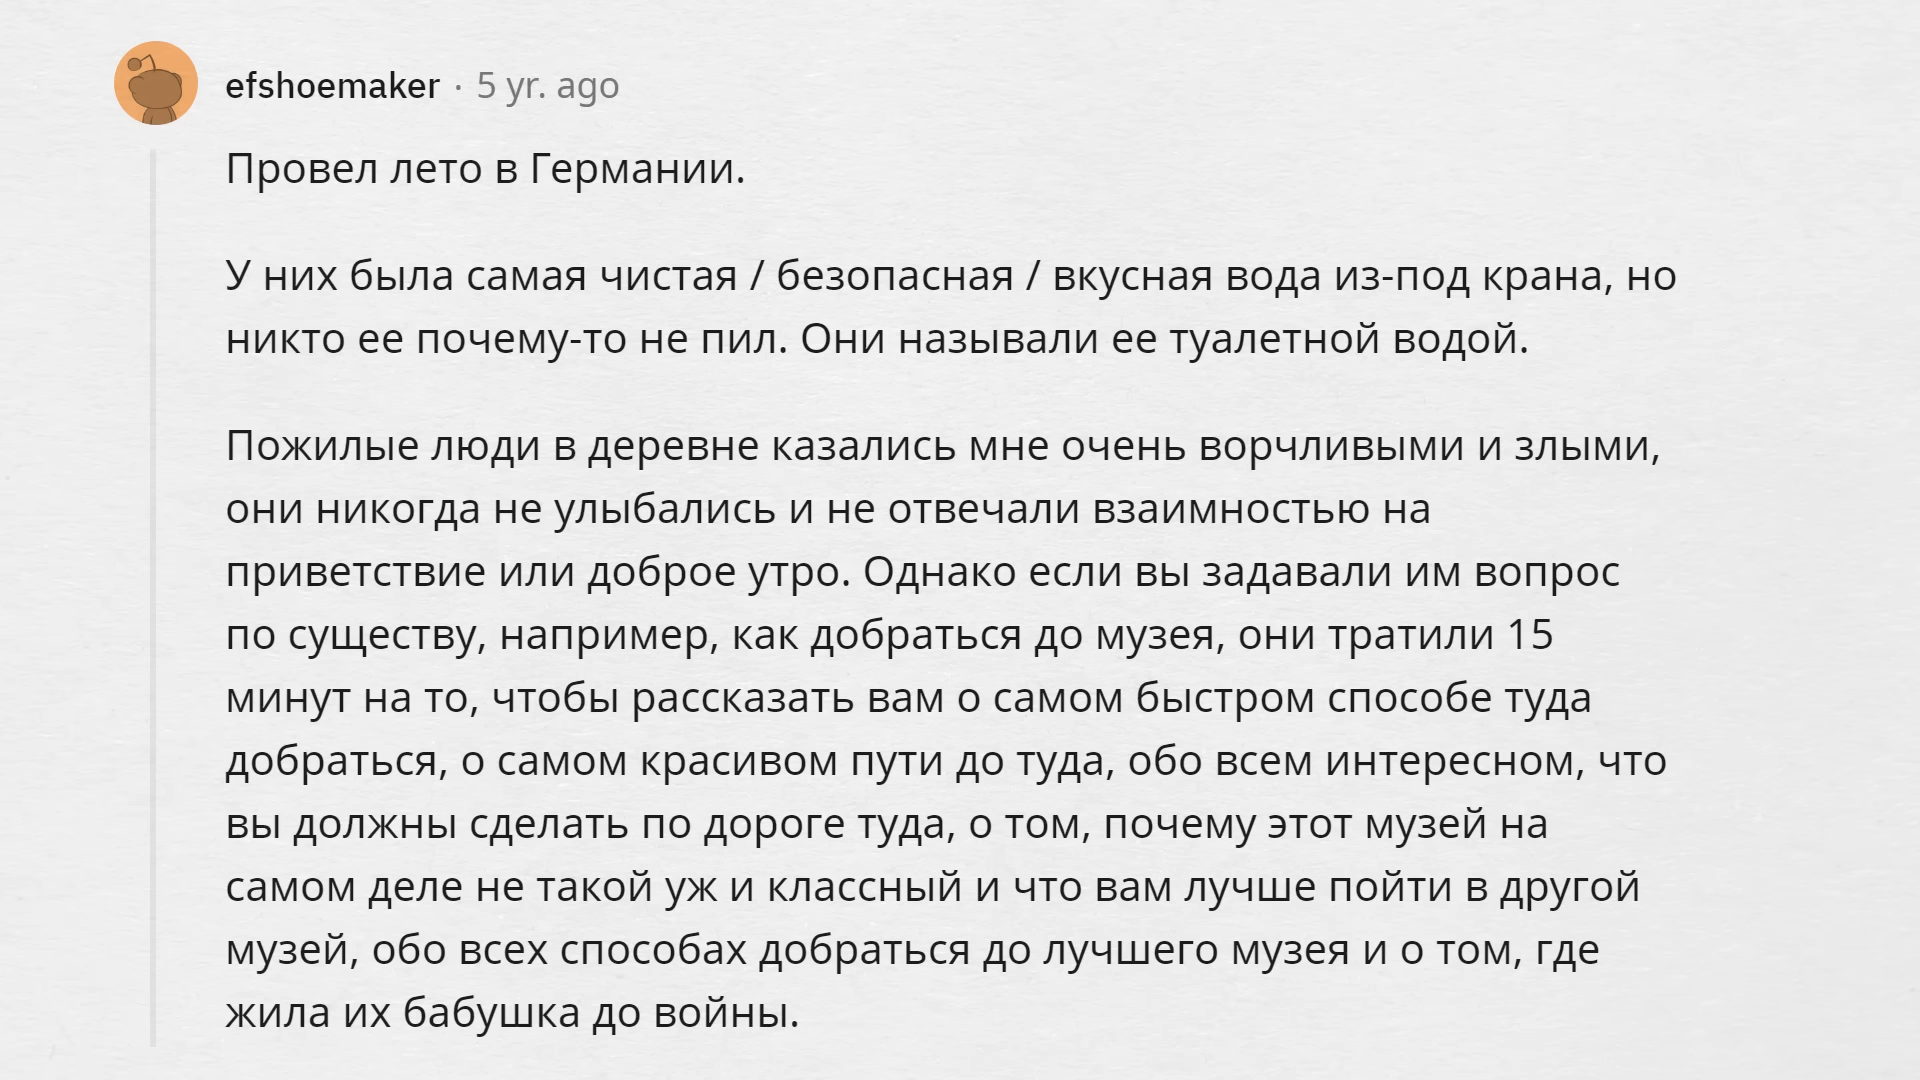 efshoemaker · 5 yr. ago
Провел лето в Германии.
У них была самая чистая / безопасная / вкусная вода из-под крана, но
никто ее почему-то не пил. Они называли ее туалетной водой.
Пожилые люди в деревне казались мне очень ворчливыми и злыми,
они никогда не улыбались и не отвечали взаимностью на
приветствие или доброе утро. Однако если вы задавали им вопрос
по существу, например, как добраться до музея, они тратили 15
минут на то, чтобы рассказать вам о самом быстром способе туда
добраться, о самом красивом пути до туда, обо всем интересном, что
вы должны сделать по дороге туда, о том, почему этот музей на
самом деле не такой уж и классный и что вам лучше пойти в другой
музей, обо всех способах добраться до лучшего музея и о том, где
жила их бабушка до войны.